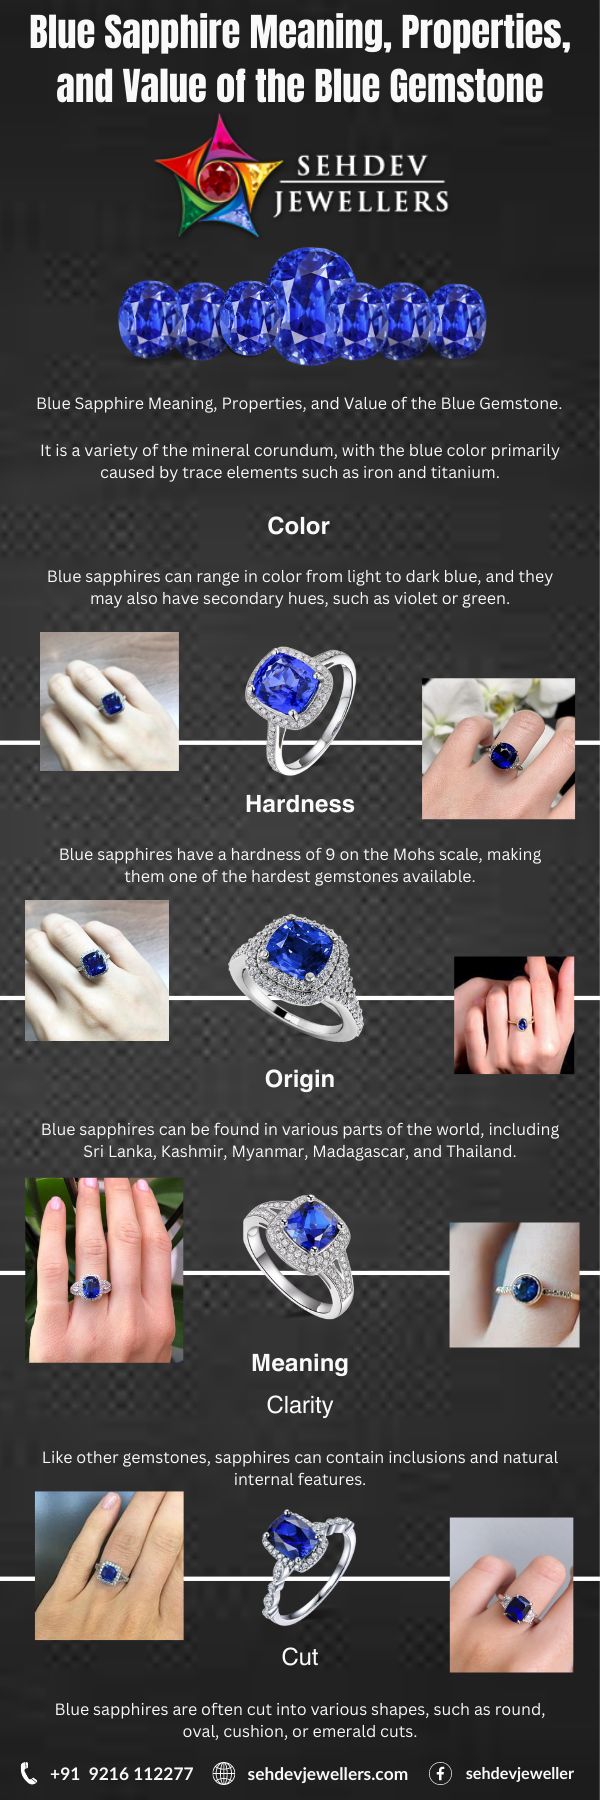 Blue Sapphire Meaning, Properties,
and Value of the Blue Gemstone
SEHDEV
JEWELLERS
Blue Sapphire Meaning, Properties, and Value of the Blue Gemstone.
It is a variety of the mineral corundum, with the blue color primarily
caused by trace elements such as iron and titanium.
Color
Blue sapphires can range in color from light to dark blue, and they
may also have secondary hues, such as violet or green.
Hardness
Blue sapphires have a hardness of 9 on the Mohs scale, making
them one of the hardest gemstones available.
Origin
Blue sapphires can be found in various parts of the world, including
Sri Lanka, Kashmir, Myanmar, Madagascar, and Thailand.
Meaning
Clarity
Like other gemstones, sapphires can contain inclusions and natural
internal features.
Cut
Blue sapphires are often cut into various shapes, such as round,
oval, cushion, or emerald cuts.
+91 9216 112277 sehdevjewellers.com sehdevjeweller